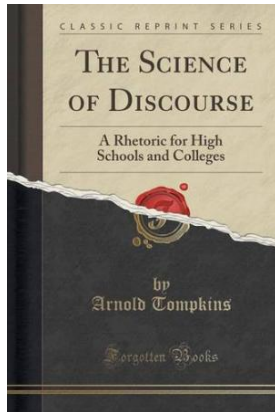 CLASSIC REPRINT SERIES
THE SCIENCE
OF DISCOURSE
A Rhetoric for High
Schools and Colleges
by
Arnold Tompkins
Forgotten Books